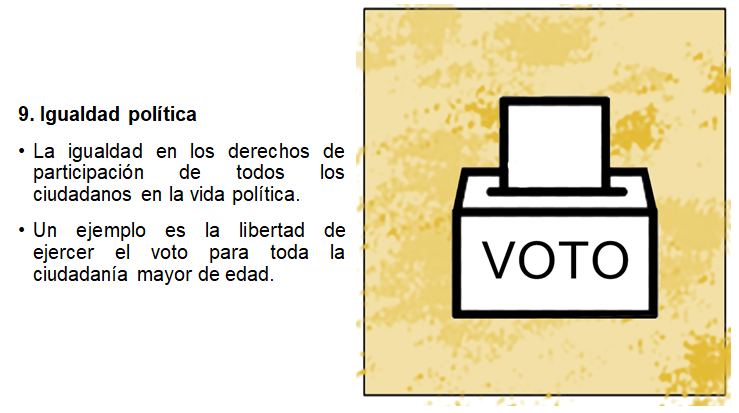 9. Igualdad política
• La igualdad en los derechos de
participación de todos los
ciudadanos en la vida política.
• Un ejemplo es la libertad de
ejercer el voto para toda la
ciudadanía mayor de edad.
VOTO